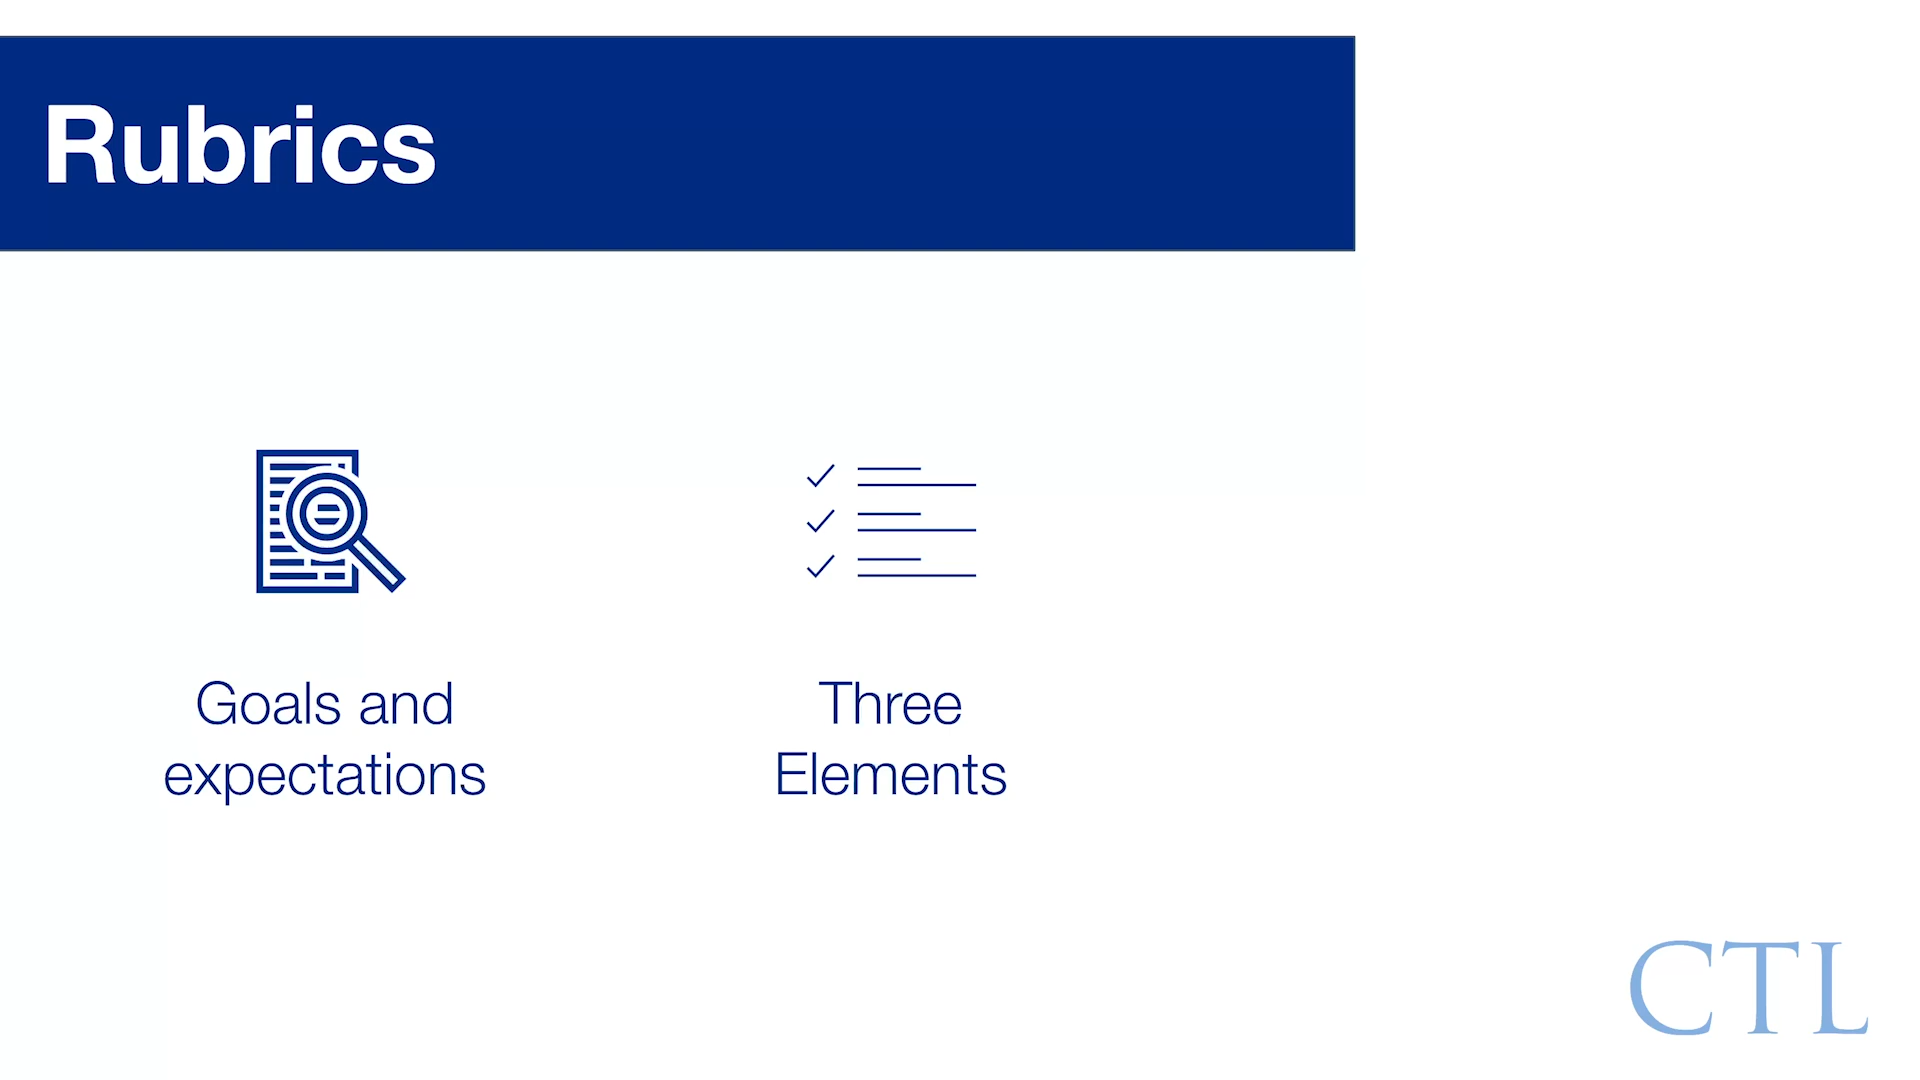 Rubrics
Goals and
expectations
Three
Elements
CTL